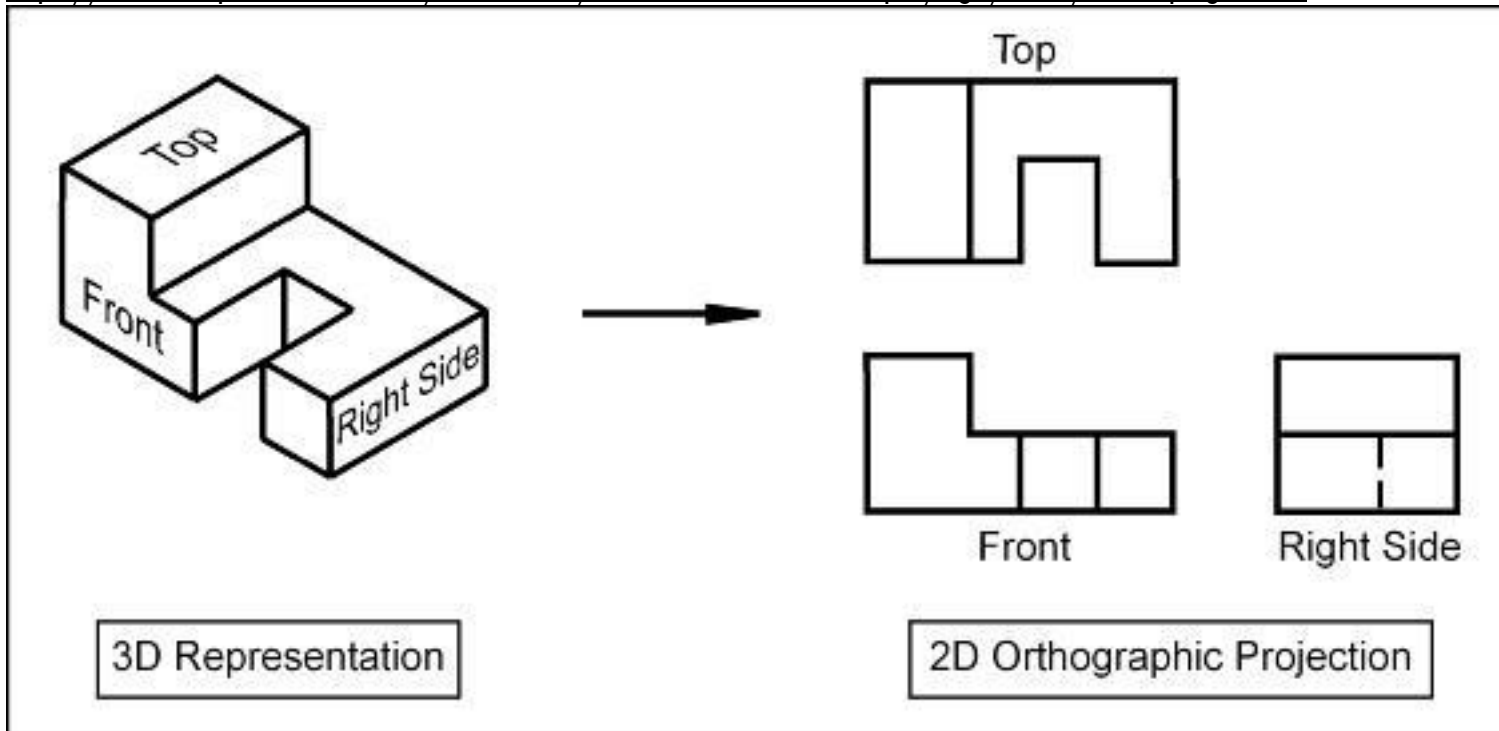 Top
Front
Right Side
Top
Front
Right Side
3D Representation
2D Orthographic Projection